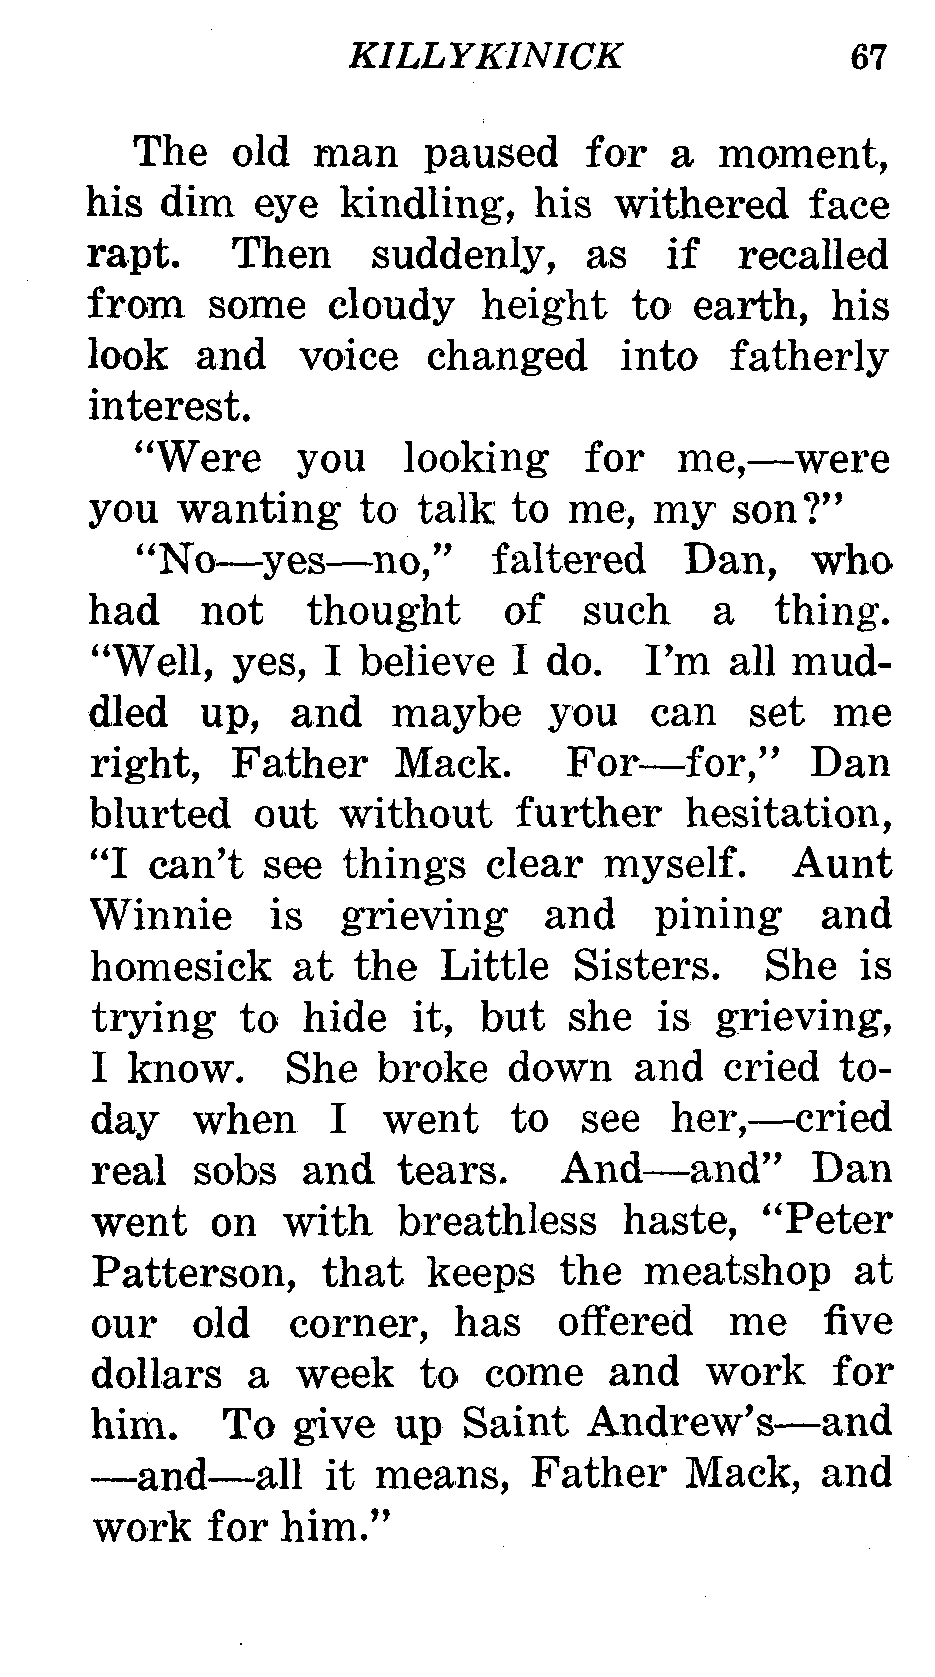 KILLYKINICK 67
The old man paused for a moment,
his dim eye kindling, his withered face
rapt. Then suddenly, as if recalled
from some cloudy height to earth, his
look and voice changed into fatherly
interest.
“Were you looking for me,—were
you wanting to talk to me, my son?”
“No—yes—no,” faltered Dan, who
had not thought of such a thing.
“Well, yes, I believe I do. I’m all mud-
dled up, and maybe you can set me
right, Father Mack. For—for,” Dan
blurted out without further hesitation,
“I can’t see things clear myself. Aunt
Winnie is grieving and pining and
homesick at the Little Sisters. She is
trying to hide it, but she is grieving,
I know. She broke down and cried to-
day when I went to see her,—cried
real sobs and tears. And—and” Dan
went on with breathless haste, “Peter
Patterson, that keeps the meatshop at
our old corner, has offered me five
dollars a week to come and work for
him. To give up Saint Andrew’s—and
—and—all it means, Father Mack, and
work for him.”